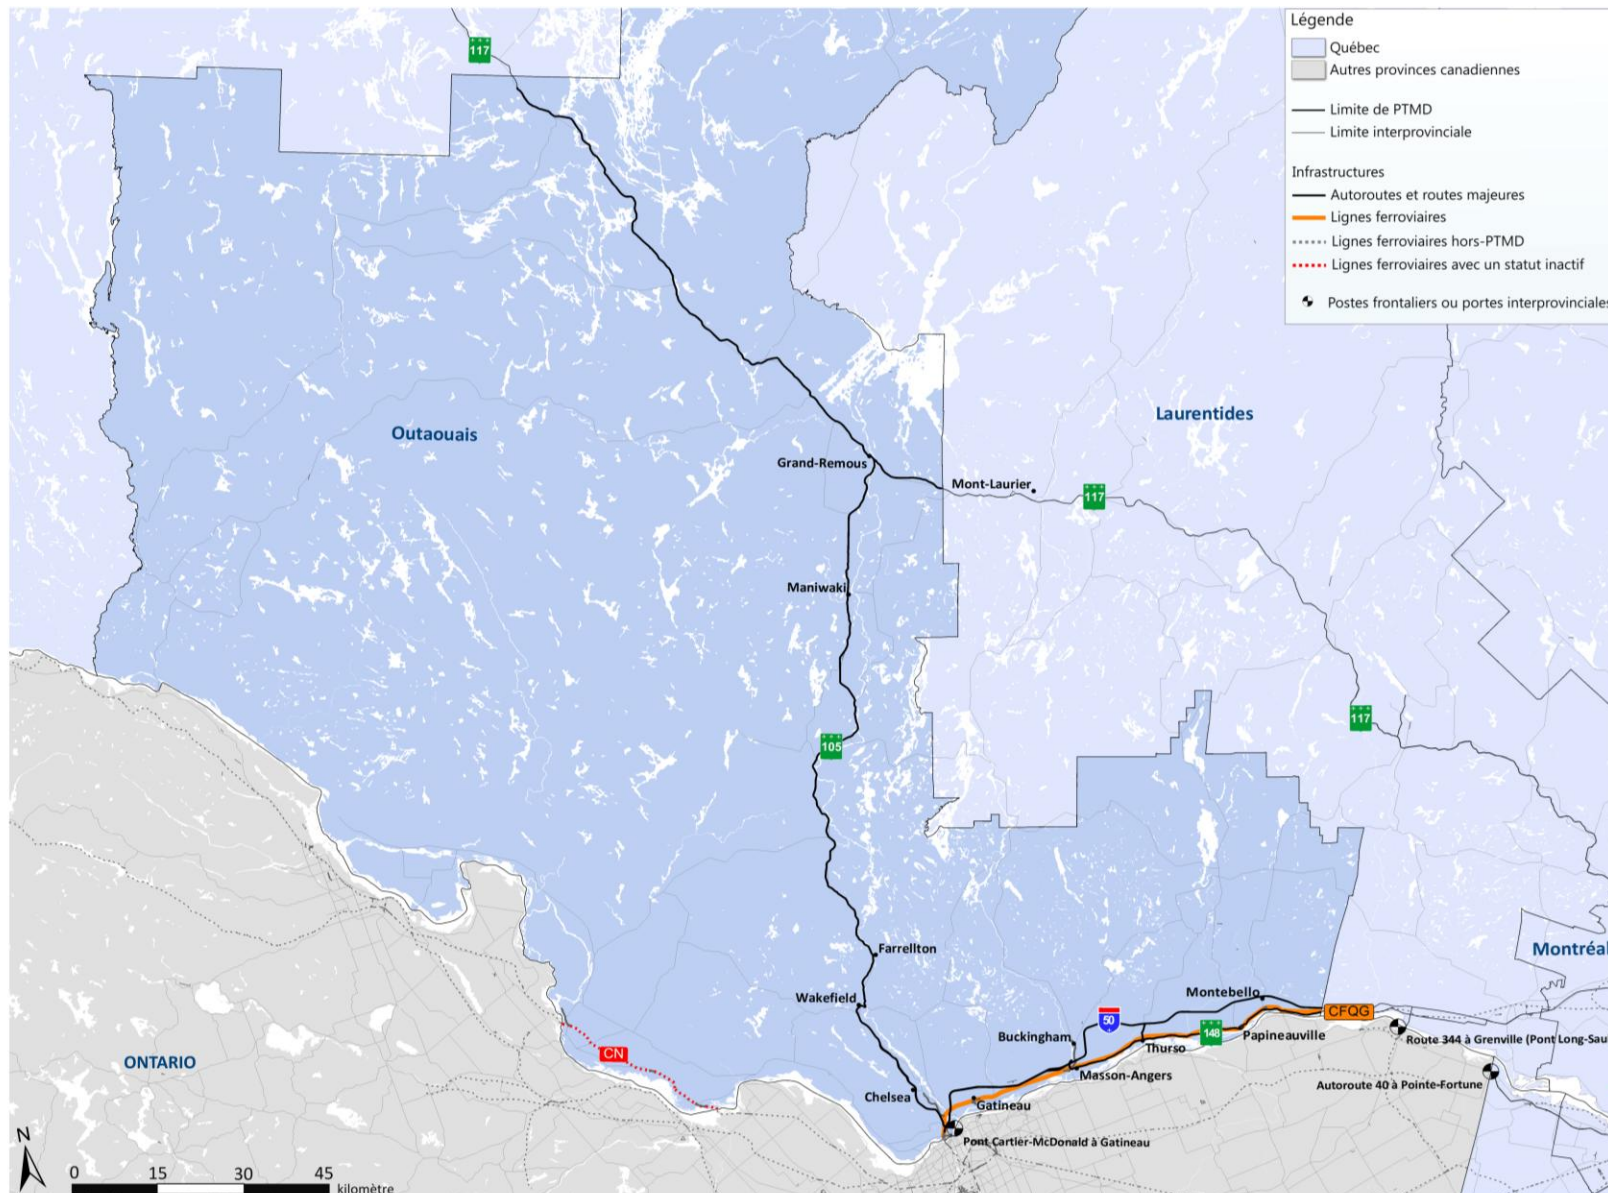 Légende
Québec
Autres provinces canadiennes
Limite de PTMD
Limite interprovinciale
Infrastructures
Autoroutes et routes majeures
Lignes ferroviaires
Lignes ferroviaires hors-PTMD
Lignes ferroviaires avec un statut inactif
Postes frontaliers ou portes interprovinciales
117
Laurentides
Outaouais
Grand-Remous
Mont-Laurier
117
Maniwaki
117
105
Farrellton
Montréal
Wakefield
Montebello
CFQG
50
148
Buckingham
Papineauville
Route 344 à Grenville (Pont Long-Sau
Thurso
CN
ONTARIO
Masson-Angers
Autoroute 40 à Pointe-Fortune
Chelsea
Gatineau
Pont Cartier-McDonald à Gatineau
N
0 15 30 45
kilomètre